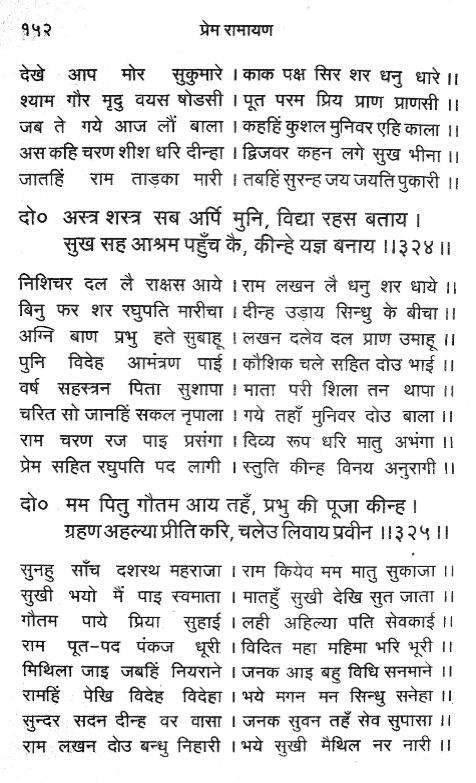 १५२ प्रेम रामायण
देखे आप मोर सुकुमारे । काक पक्ष सिर शर धनु धारे ।।
श्याम गौर मृदु वयस षोडसी । पूत परम प्रिय प्राण प्राणसी ।।
जब ते गये आज लौं बाला । कहहिं कुशल मुनिवर एहि काला ।।
अस कहि चरण शीश धरि दीन्हा । द्विजवर कहन लगे सुख भीना ।।
जातहिं राम ताड़का मारी । तबहिं सुरन्ह जय जयति पुकारी ।।
दो० अस्त्र शस्त्र सब अर्पि मुनि, विद्या रहस बताय ।
सुख सह आश्रम पहुँच कै, कीन्हे यज्ञ बनाय ।।३२४।।
निशिचर दल लै राक्षस आये । राम लखन लै धनु शर धाये ।।
बिनु फर शर रघुपति मारीचा । दीन्ह उड़ाय सिन्धु के बीचा ।।
अग्नि बाण प्रभु हते सुबाहू । लखन दलेव दल प्राण उमाहू ।।
पुनि विदेह आमंत्रण पाई । कौशिक चले सहित दोउ भाई ।।
वर्ष सहस्त्रन पिता सुशापा । माता परी शिला तन थापा ।।
चरित सो जानहिं सकल नृपाला । गये तहाँ मुनिवर दोउ बाला ।।
राम चरण रज पाइ प्रसंगा । दिव्य रूप धरि मातु अभंगा ।।
प्रेम सहित रघुपति पद लागी । स्तुति कीन्ह विनय अनुरागी ।।
दो० मम पितु गौतम आय तहँ, प्रभु की पूजा कीन्ह ।
ग्रहण अहल्या प्रीति करि, चलेउ लिवाय प्रवीन ।।३२५।।
सुनहु साँच दशरथ महराजा । राम कियेव मम मातु सुकाजा ।।
सुखी भयो मैं पाइ स्वमाता । मातहुँ सुखी देखि सुत जाता ।।
गौतम पाये प्रिया सुहाई । लही अहिल्या पति सेवकाई ।।
राम पूत-पद पंकज धूरी । विदित महा महिमा भरि भूरी ।।
मिथिला जाइ जबहिं नियराने । जनक आइ बहु विधि सनमाने ।।
रामहिं पेखि विदेह विदेहा । भये मगन मन सिन्धु सनेहा ।।
सुन्दर सदन दीन्ह वर वासा । जनक सुवन तहँ सेव सुपासा ।।
राम लखन दोउ बन्धु निहारी । भये सुखी मैथिल नर नारी ।।